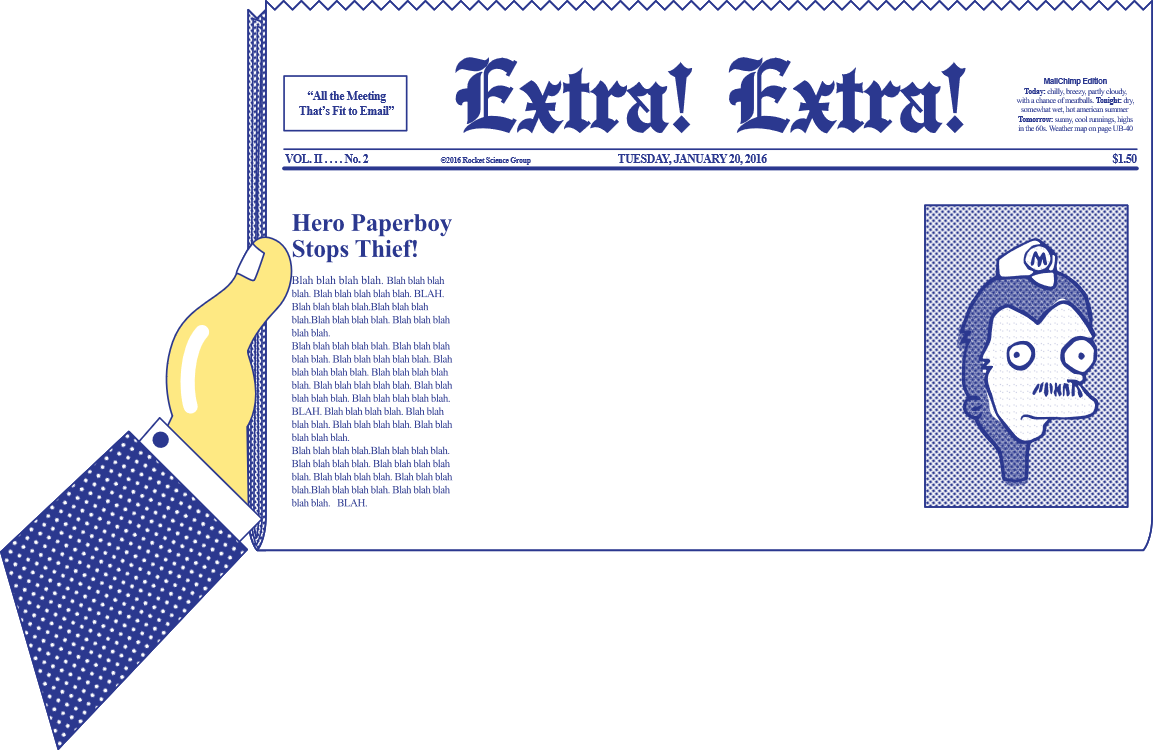 “All the Meeting
That’s Fit to Email”
Extra! Extra!
MailChimp Edition
Today: chilly, breezy, partly cloudy,
with a chance of meatballs. Tonight: dry,
somewhat wet, hot american summer
Tomorrow: sunny, cool runnings, highs
in the 60s. Weather map on page UB-40
VOL. II . . . . No. 2 ©2016 Rocket Science Group TUESDAY, JANUARY 20, 2016 $1.50
Hero Paperboy
Stops Thief!
Blah blah blah blah. Blah blah blah
blah. Blah blah blah blah blah. BLAH.
Blah blah blah blah.Blah blah blah
blah.Blah blah blah blah. Blah blah blah
blah blah.
Blah blah blah blah blah. Blah blah blah
blah blah. Blah blah blah blah blah. Blah
blah blah blah blah. Blah blah blah blah
blah. Blah blah blah blah blah. Blah blah
blah blah blah. Blah blah blah blah blah.
BLAH. Blah blah blah blah. Blah blah
blah blah. Blah blah blah blah. Blah blah
blah blah blah.
Blah blah blah blah.Blah blah blah blah.
Blah blah blah blah. Blah blah blah blah
blah. Blah blah blah blah. Blah blah blah
blah.Blah blah blah blah. Blah blah blah
blah blah. BLAH.
M